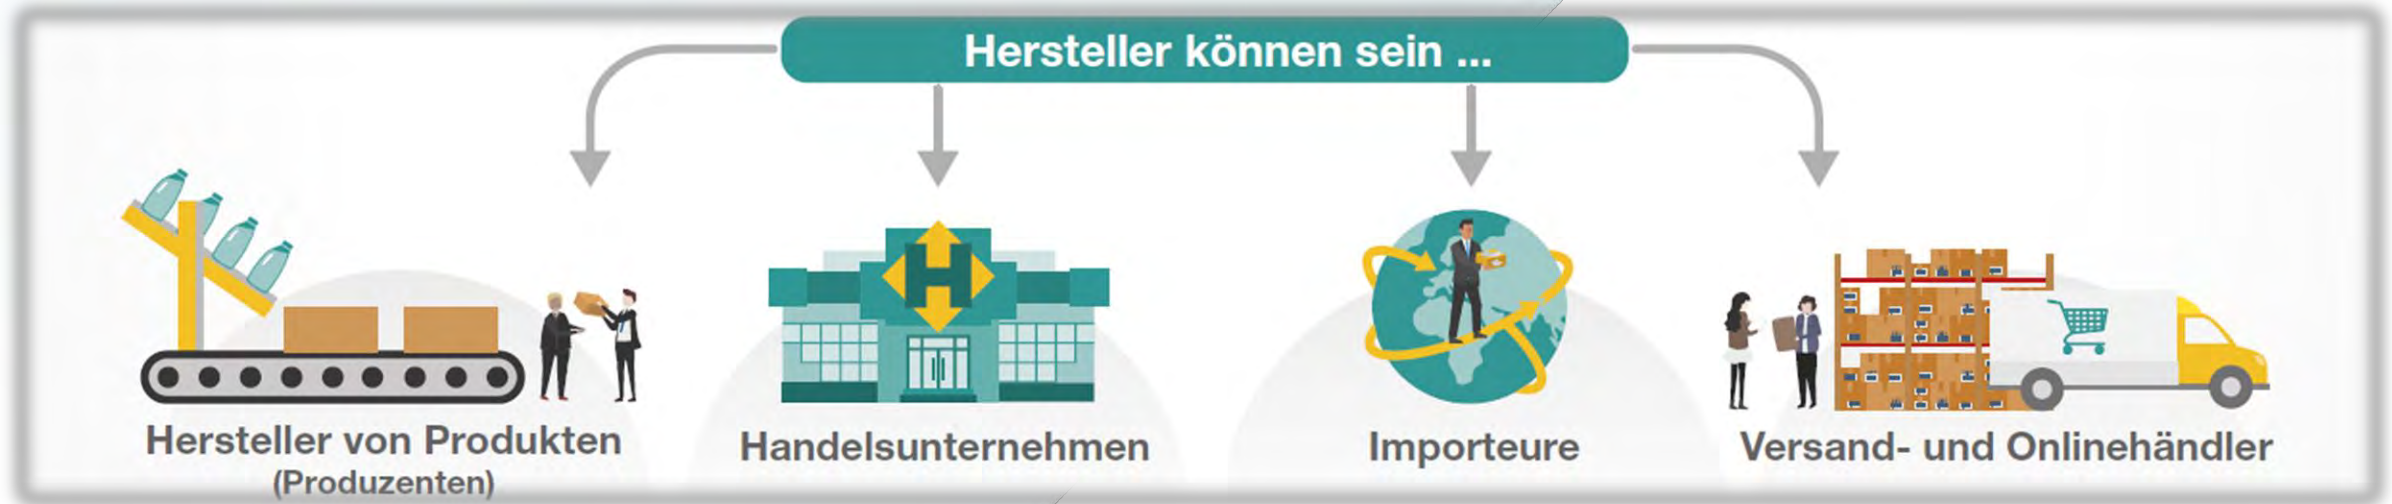 Hersteller können sein ...
H
Hersteller von Produkten
(Produzenten)
Handelsunternehmen
Importeure
Versand- und Onlinehändler